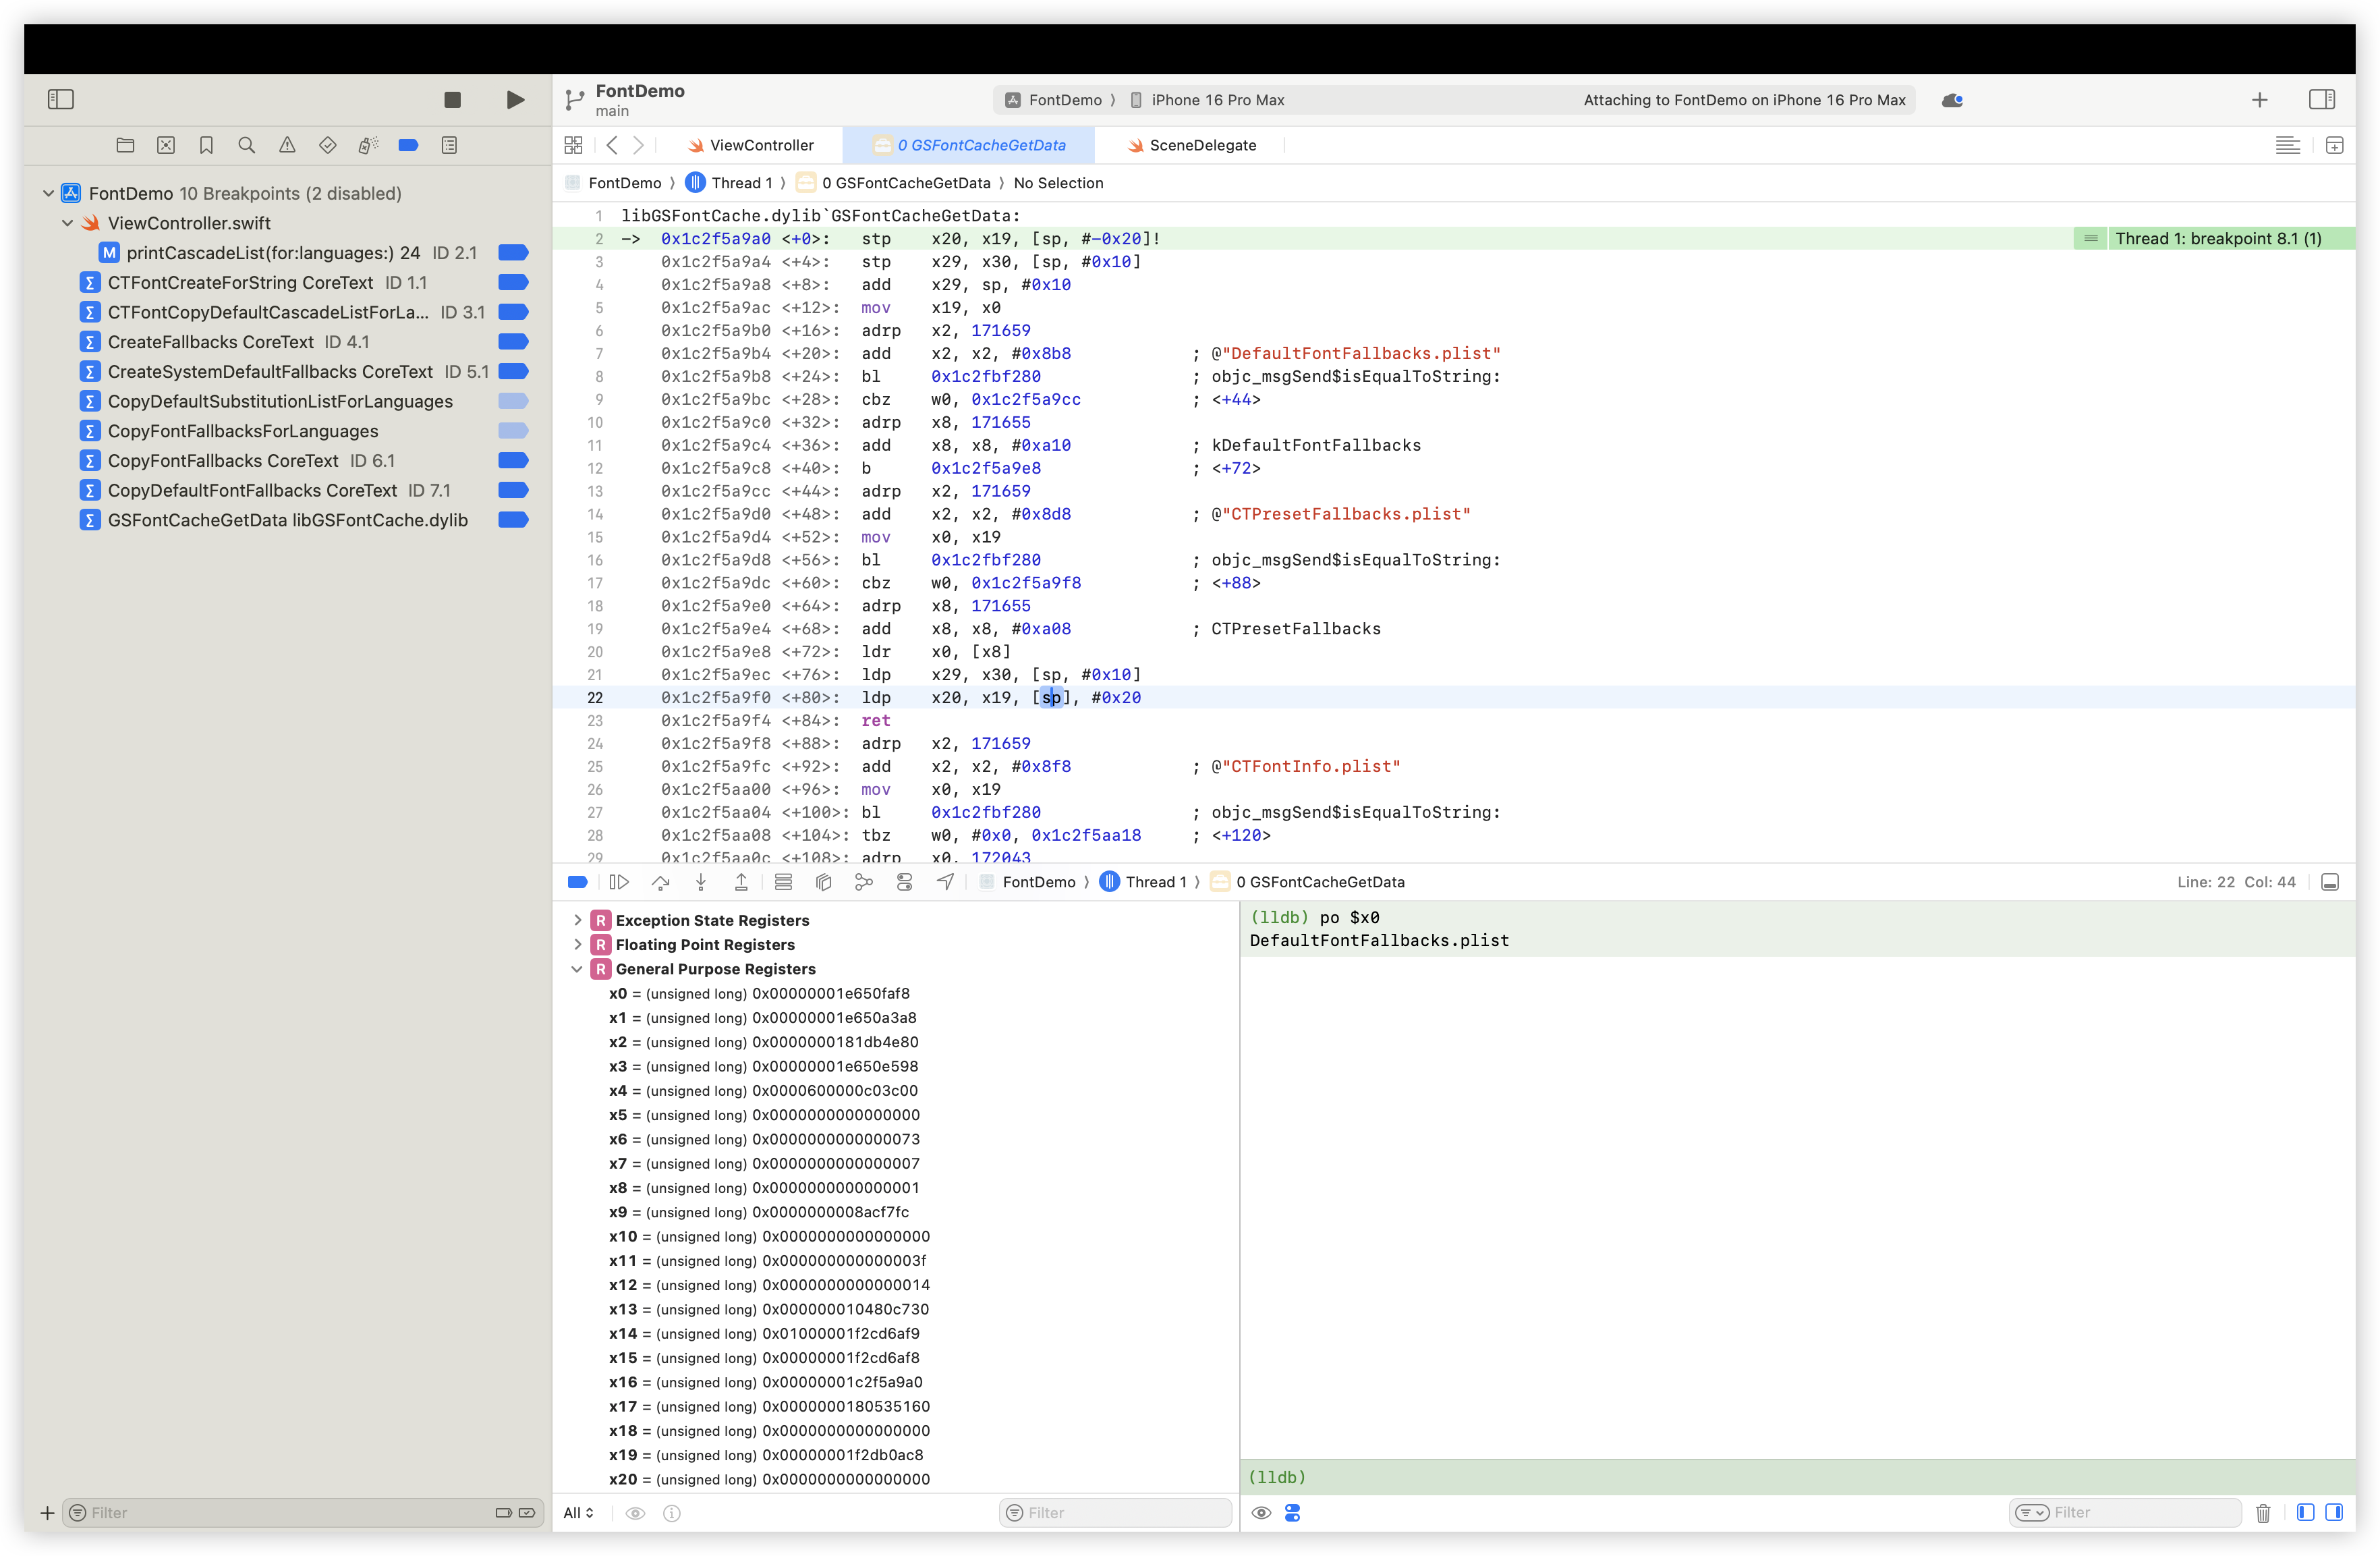 FontDemo
main
FontDemo 〉 iPhone 16 Pro Max
Attaching to FontDemo on iPhone 16 Pro Max
ViewController
0 GSFontCacheGetData
SceneDelegate
FontDemo 〉 Thread 1 〉 0 GSFontCacheGetData 〉 No Selection
FontDemo 10 Breakpoints (2 disabled)
ViewController.swift
M printCascadeList(for:languages:) 24 ID 2.1
Σ CTFontCreateForString CoreText ID 1.1
Σ CTFontCopyDefaultCascadeListForLa... ID 3.1
Σ CreateFallbacks CoreText ID 4.1
Σ CreateSystemDefaultFallbacks CoreText ID 5.1
Σ CopyDefaultSubstitutionListForLanguages
Σ CopyFontFallbacksForLanguages
Σ CopyFontFallbacks CoreText ID 6.1
Σ CopyDefaultFontFallbacks CoreText ID 7.1
Σ GSFontCacheGetData libGSFontCache.dylib
Filter
1 libGSFontCache.dylib`GSFontCacheGetData:
2 -> 0x1c2f5a9a0 <+0>: stp x20, x19, [sp, #-0x20]! Thread 1: breakpoint 8.1 (1)
3 0x1c2f5a9a4 <+4>: stp x29, x30, [sp, #0x10]
4 0x1c2f5a9a8 <+8>: add x29, sp, #0x10
5 0x1c2f5a9ac <+12>: mov x19, x0
6 0x1c2f5a9b0 <+16>: adrp x2, 171659
7 0x1c2f5a9b4 <+20>: add x2, x2, #0x8b8 ; @"DefaultFontFallbacks.plist"
8 0x1c2f5a9b8 <+24>: bl 0x1c2fbf280 ; objc_msgSend$isEqualToString:
9 0x1c2f5a9bc <+28>: cbz w0, 0x1c2f5a9cc ; <+44>
10 0x1c2f5a9c0 <+32>: adrp x8, 171655
11 0x1c2f5a9c4 <+36>: add x8, x8, #0xa10 ; kDefaultFontFallbacks
12 0x1c2f5a9c8 <+40>: b 0x1c2f5a9e8 ; <+72>
13 0x1c2f5a9cc <+44>: adrp x2, 171659
14 0x1c2f5a9d0 <+48>: add x2, x2, #0x8d8 ; @"CTPresetFallbacks.plist"
15 0x1c2f5a9d4 <+52>: mov x0, x19
16 0x1c2f5a9d8 <+56>: bl 0x1c2fbf280 ; objc_msgSend$isEqualToString:
17 0x1c2f5a9dc <+60>: cbz w0, 0x1c2f5a9f8 ; <+88>
18 0x1c2f5a9e0 <+64>: adrp x8, 171655
19 0x1c2f5a9e4 <+68>: add x8, x8, #0xa08 ; CTPresetFallbacks
20 0x1c2f5a9e8 <+72>: ldr x0, [x8]
21 0x1c2f5a9ec <+76>: ldp x29, x30, [sp, #0x10]
22 0x1c2f5a9f0 <+80>: ldp x20, x19, [sp], #0x20
23 0x1c2f5a9f4 <+84>: ret
24 0x1c2f5a9f8 <+88>: adrp x2, 171659
25 0x1c2f5a9fc <+92>: add x2, x2, #0x8f8 ; @"CTFontInfo.plist"
26 0x1c2f5aa00 <+96>: mov x0, x19
27 0x1c2f5aa04 <+100>: bl 0x1c2fbf280 ; objc_msgSend$isEqualToString:
28 0x1c2f5aa08 <+104>: tbz w0, #0x0, 0x1c2f5aa18 ; <+120>
29 0x1c2f5aa0c <+108>: adrp x0, 172043
FontDemo 〉 Thread 1 〉 0 GSFontCacheGetData
Line: 22 Col: 44
R Exception State Registers
R Floating Point Registers
R General Purpose Registers
x0 = (unsigned long) 0x00000001e650faf8
x1 = (unsigned long) 0x00000001e650a3a8
x2 = (unsigned long) 0x0000000181db4e80
x3 = (unsigned long) 0x00000001e650e598
x4 = (unsigned long) 0x0000600000c03c00
x5 = (unsigned long) 0x0000000000000000
x6 = (unsigned long) 0x0000000000000073
x7 = (unsigned long) 0x0000000000000007
x8 = (unsigned long) 0x0000000000000001
x9 = (unsigned long) 0x0000000008acf7fc
x10 = (unsigned long) 0x0000000000000000
x11 = (unsigned long) 0x000000000000003f
x12 = (unsigned long) 0x0000000000000014
x13 = (unsigned long) 0x000000010480c730
x14 = (unsigned long) 0x01000001f2cd6af9
x15 = (unsigned long) 0x00000001f2cd6af8
x16 = (unsigned long) 0x00000001c2f5a9a0
x17 = (unsigned long) 0x0000000180535160
x18 = (unsigned long) 0x0000000000000000
x19 = (unsigned long) 0x00000001f2db0ac8
x20 = (unsigned long) 0x0000000000000000
All
Filter
(lldb) po $x0
DefaultFontFallbacks.plist
(lldb)
Filter